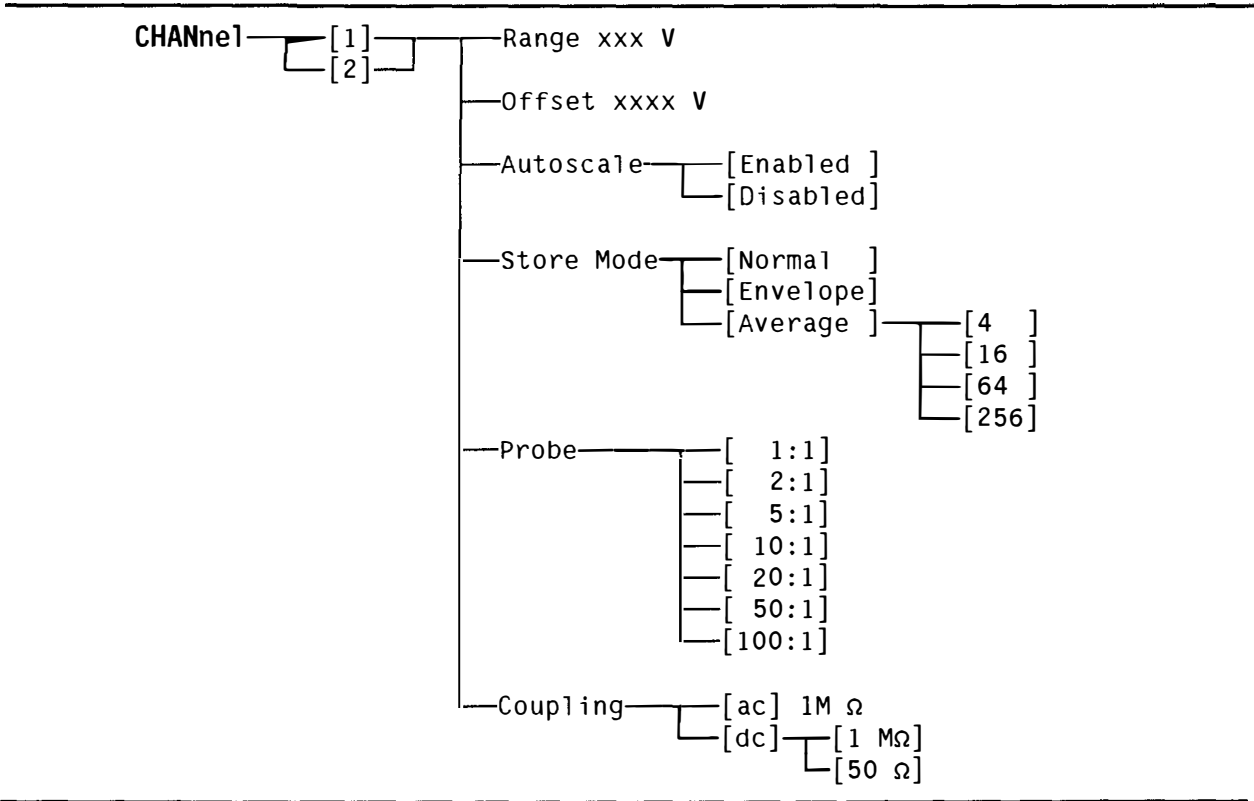 CHANnel [1] Range xxx V
[2]
Offset xxxx V
Autoscale [Enabled ]
[Disabled]
Store Mode [Normal ]
[Envelope]
[Average ] [4 ]
[16 ]
[64 ]
[256]
Probe [ 1:1]
[ 2:1]
[ 5:1]
[ 10:1]
[ 20:1]
[ 50:1]
[100:1]
Coupling [ac] 1M Ω
[dc] [1 MΩ]
[50 Ω]